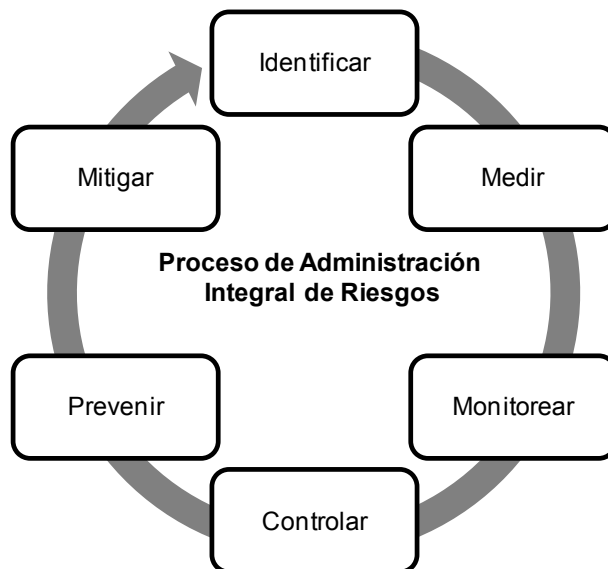 Identificar
Mitigar
Medir
Proceso de Administración
Integral de Riesgos
Prevenir
Monitorear
Controlar